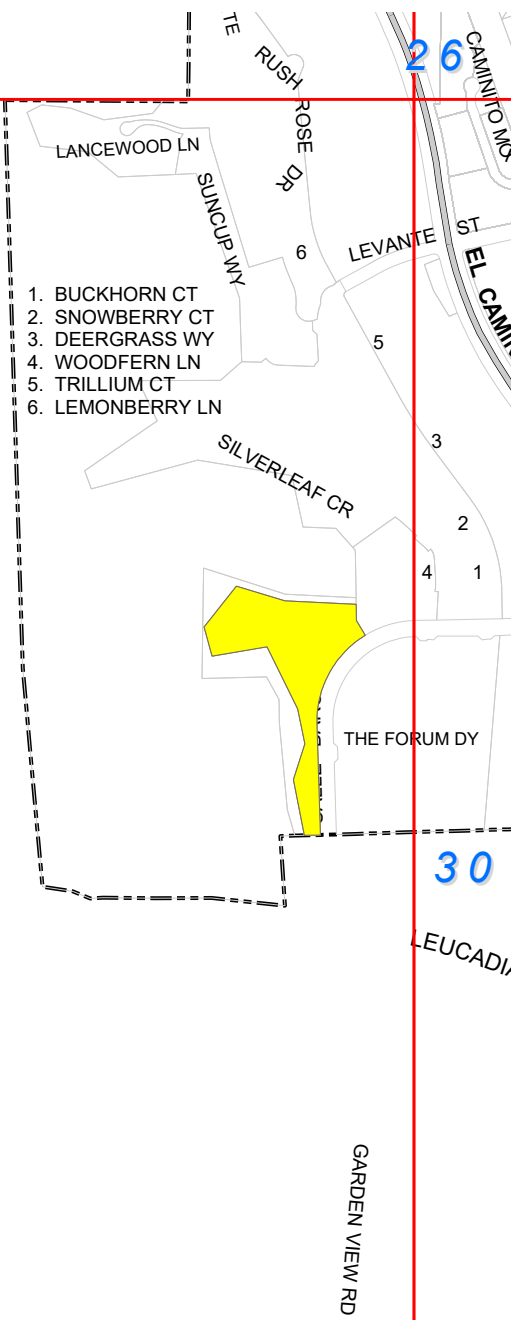 TE
RUSH ROSE DR
26
CAMINITO MO
LANCEWOOD LN
SUNCUP WY
6
LEVANTE ST
EL CAMIN
1. BUCKHORN CT
2. SNOWBERRY CT
3. DEERGRASS WY
4. WOODFERN LN
5. TRILLIUM CT
6. LEMONBERRY LN
5
3
SILVERLEAF CR
2
4
1
THE FORUM DY
30
LEUCADIA
GARDEN VIEW RD